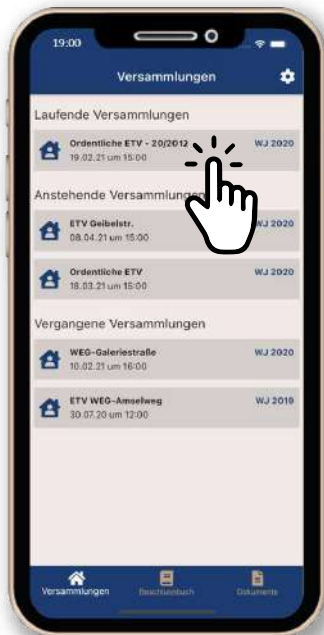 19:00
Versammlungen
Laufende Versammlungen
Ordentliche ETV - 20/2012
WJ 2020
19.02.21 um 15:00
Anstehende Versammlungen
ETV Geibelstr.
WJ 2020
08.04.21 um 15:00
Ordentliche ETV
WJ 2020
18.03.21 um 15:00
Vergangene Versammlungen
WEG-Galeriestraße
WJ 2020
10.02.21 um 16:00
ETV WEG-Amselweg
WJ 2019
30.07.20 um 12:00
Versammlungen
Beschlussbuch
Dokumente